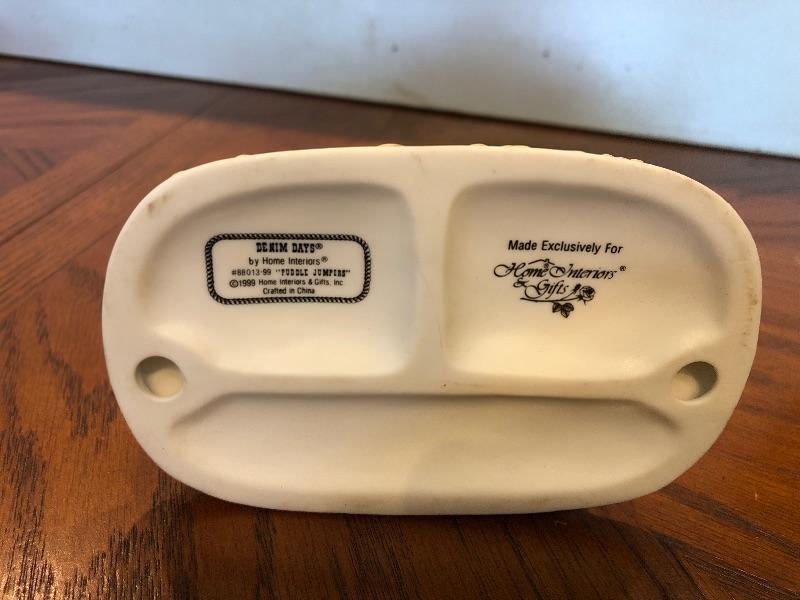 DENIM DAYS®
by Home Interiors®
#88013-99 "PUDDLE JUMPERS"
©1999 Home Interiors & Gifts, Inc
Crafted in China
Made Exclusively For
Home Interiors®
& Gifts